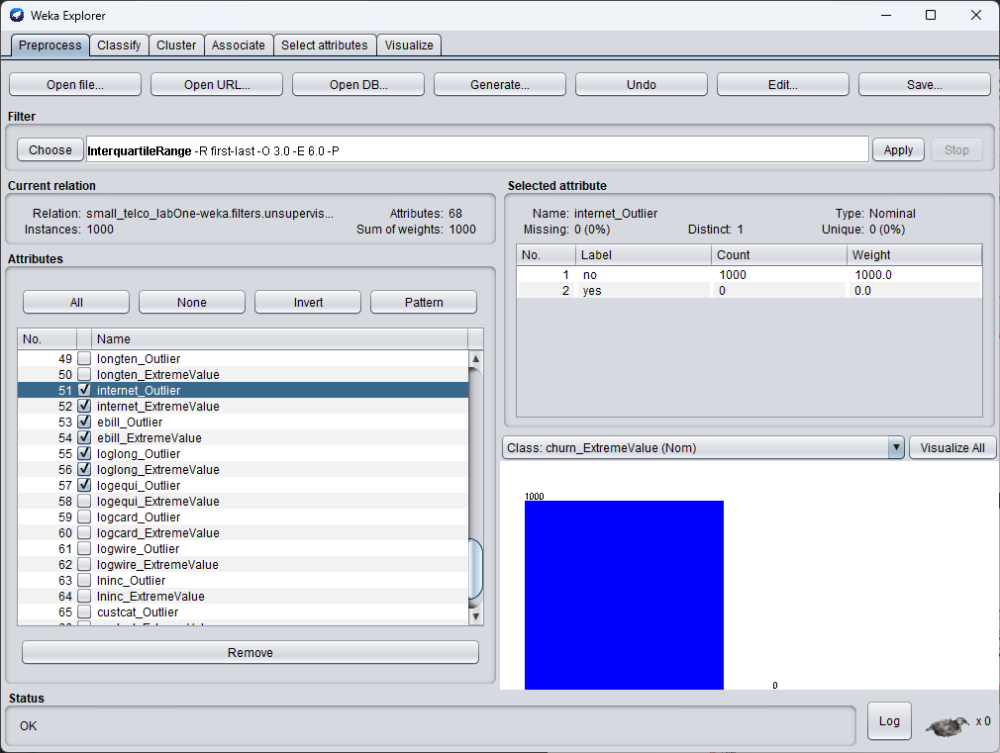 Weka Explorer
Preprocess Classify Cluster Associate Select attributes Visualize
Open file... Open URL... Open DB... Generate... Undo Edit... Save...
Filter
Choose InterquartileRange -R first-last -O 3.0 -E 6.0 -P Apply Stop
Current relation
Relation: small_telco_labOne-weka.filters.unsupervis... Attributes: 68
Instances: 1000 Sum of weights: 1000
Attributes
All None Invert Pattern
No. Name
49 longten_Outlier
50 longten_ExtremeValue
51 internet_Outlier
52 internet_ExtremeValue
53 ebill_Outlier
54 ebill_ExtremeValue
55 loglong_Outlier
56 loglong_ExtremeValue
57 logequi_Outlier
58 logequi_ExtremeValue
59 logcard_Outlier
60 logcard_ExtremeValue
61 logwire_Outlier
62 logwire_ExtremeValue
63 lninc_Outlier
64 lninc_ExtremeValue
65 custcat_Outlier
Remove
Selected attribute
Name: internet_Outlier Type: Nominal
Missing: 0 (0%) Distinct: 1 Unique: 0 (0%)
No. Label Count Weight
1 no 1000 1000.0
2 yes 0 0.0
Class: churn_ExtremeValue (Nom) Visualize All
1000
0
Status
OK
Log x 0